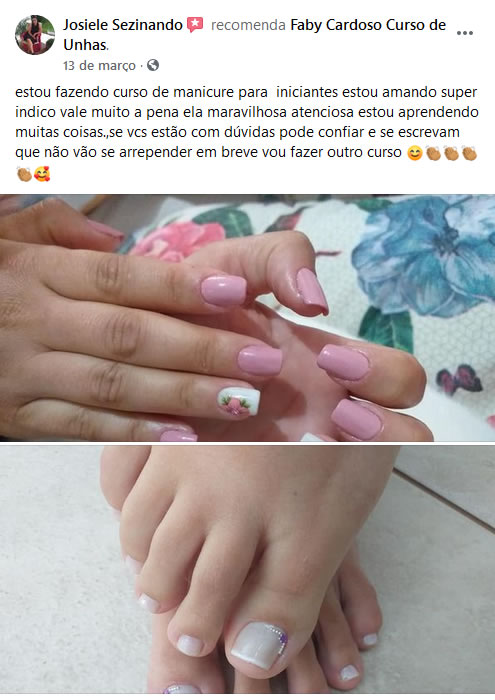 Josiele Sezinando recomenda Faby Cardoso Curso de
Unhas.
13 de março ·
estou fazendo curso de manicure para iniciantes estou amando super
indico vale muito a pena ela maravilhosa atenciosa estou aprendendo
muitas coisas.,se vcs estão com dúvidas pode confiar e se escrevam
que não vão se arrepender em breve vou fazer outro curso 😊👏🏽👏🏽👏🏽
👏🏽🥰